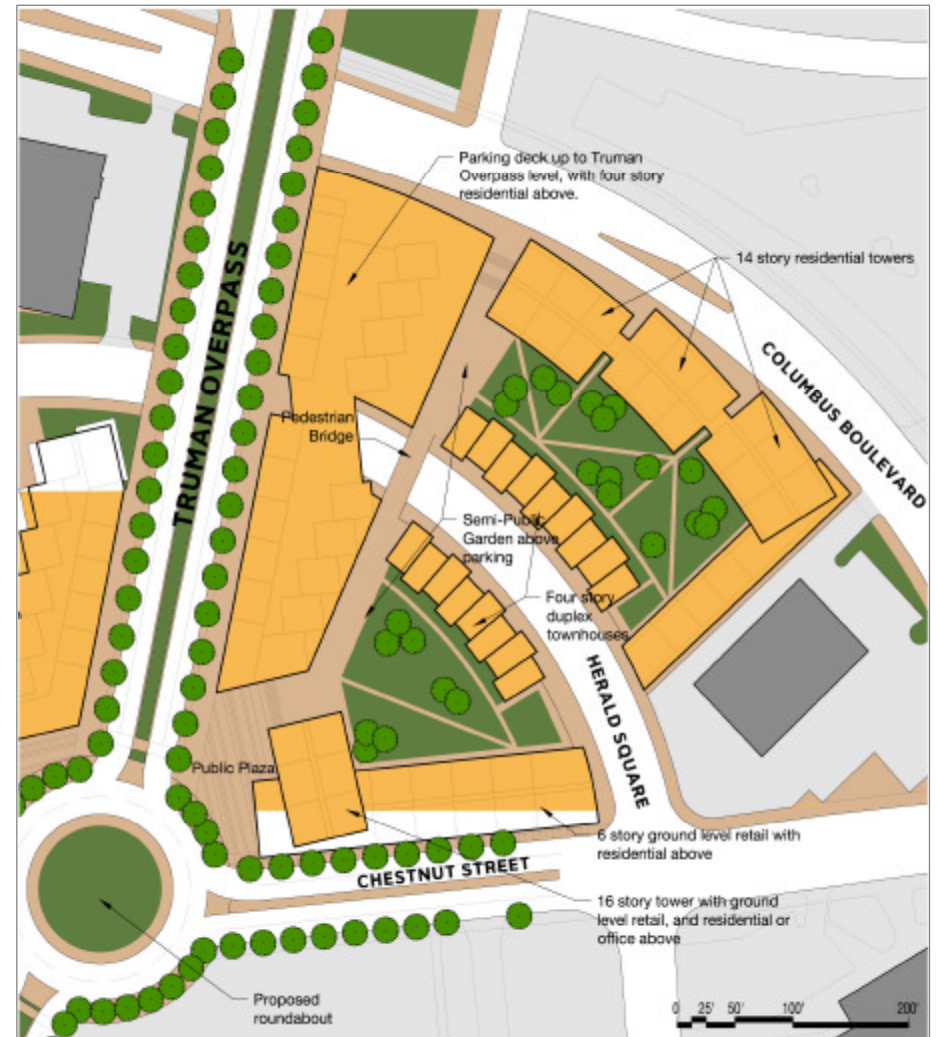 Parking deck up to Truman
Overpass level, with four story
residential above.
14 story residential towers
TRUMAN OVERPASS
COLUMBUS BOULEVARD
Pedestrian
Bridge
Semi-Public
Garden above
parking
Four story
duplex
townhouses
HERALD SQUARE
Public Plaza
6 story ground level retail with
residential above
CHESTNUT STREET
16 story tower with ground
level retail, and residential or
office above
Proposed
roundabout
0 25' 50' 100' 200'